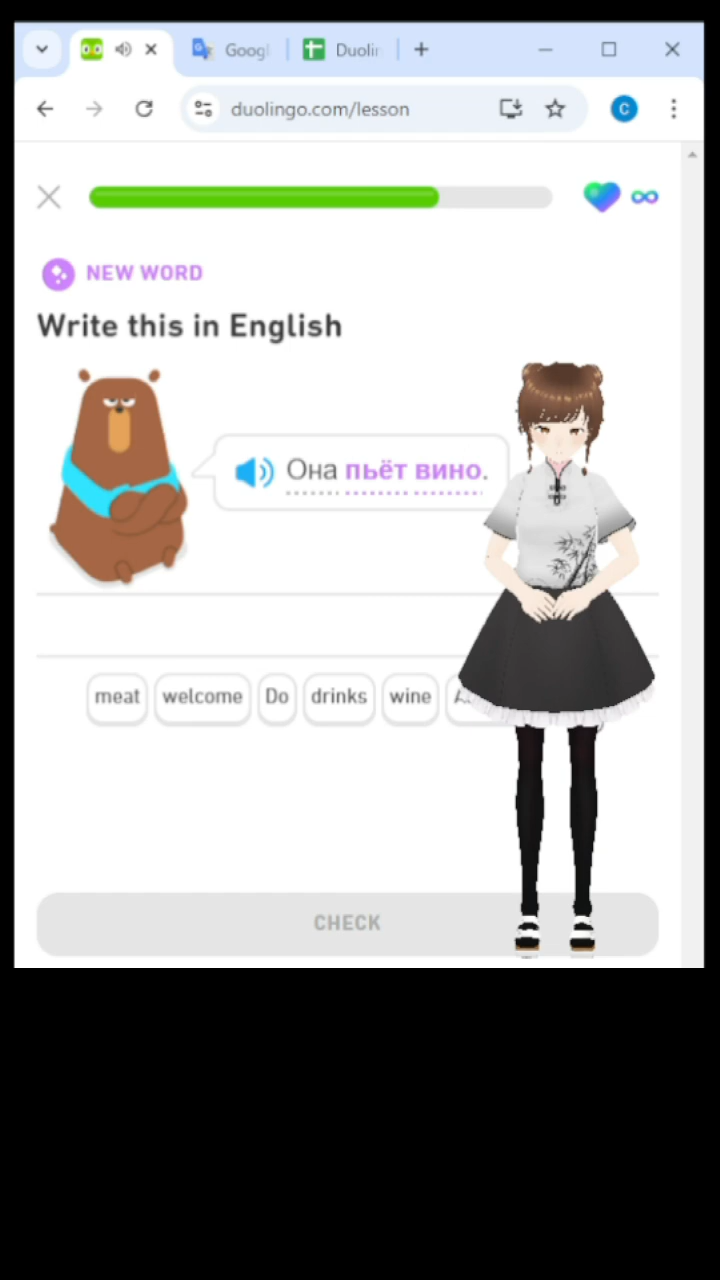 Googl
Duolin
duolingo.com/lesson
C
NEW WORD
Write this in English
Она пьёт вино.
meat welcome Do drinks wine
CHECK